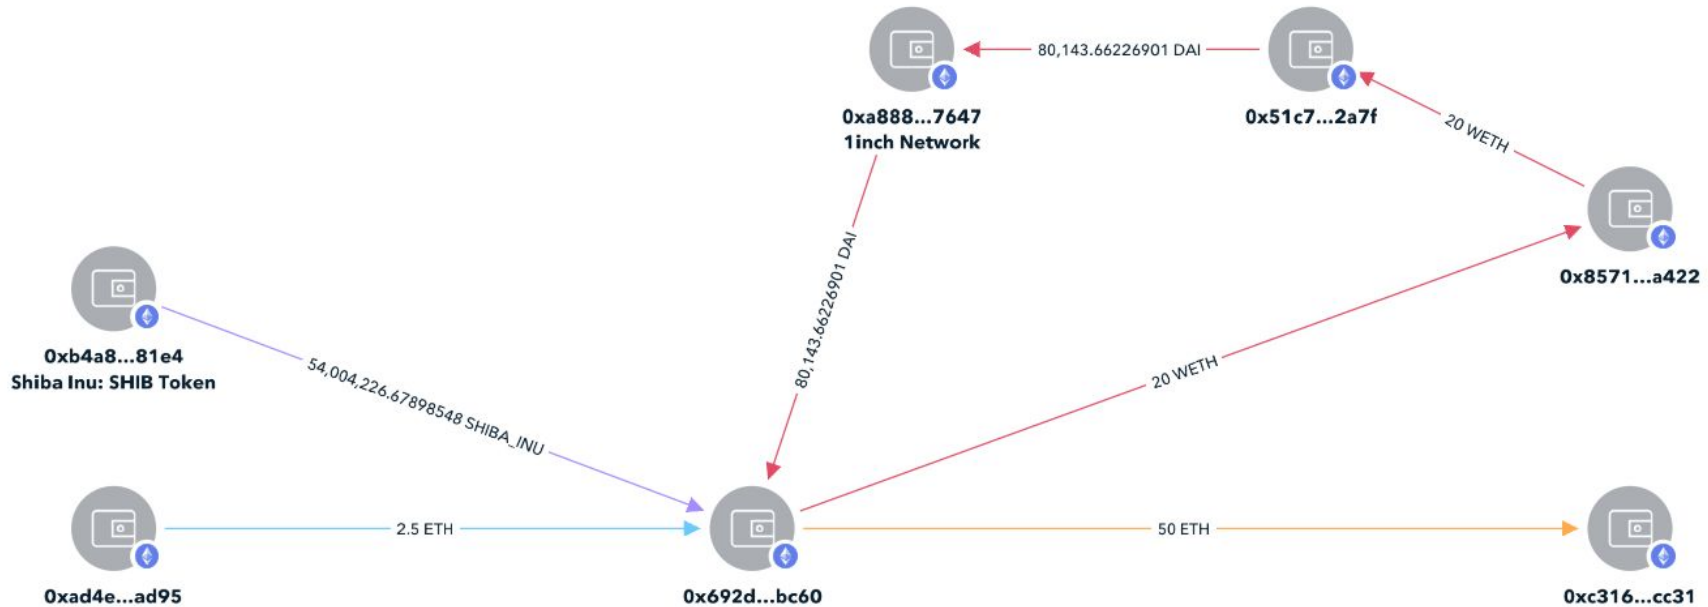 80,143.66226901 DAI
0xa888...7647
1inch Network
0x51c7...2a7f
20 WETH
0x8571...a422
80,143.66226901 DAI
0xb4a8...81e4
Shiba Inu: SHIB Token
54,004,226.67898548 SHIBA_INU
20 WETH
2.5 ETH
50 ETH
0xad4e...ad95
0x692d...bc60
0xc316...cc31